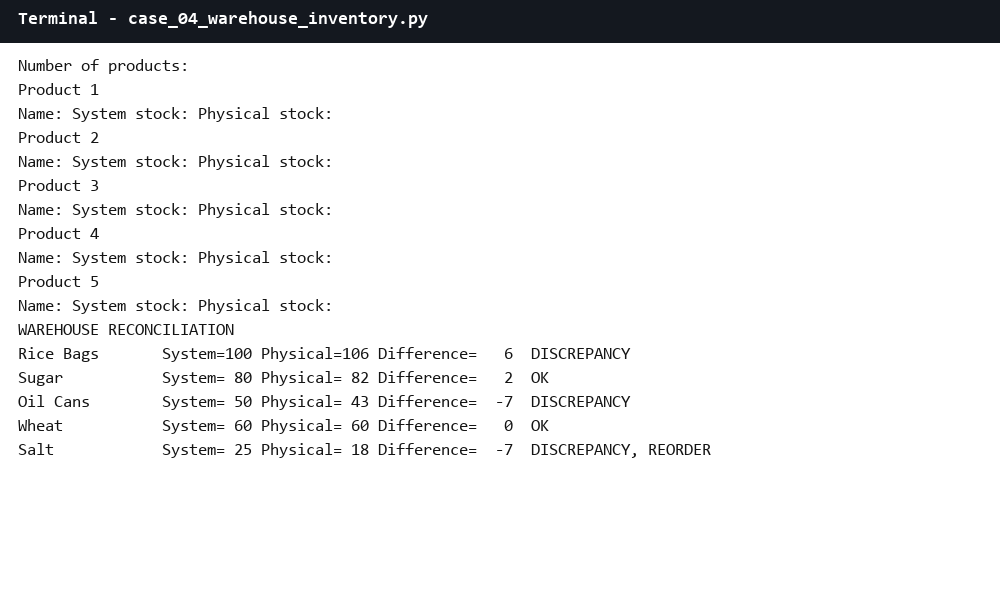 Terminal - case_04_warehouse_inventory.py
Number of products:
Product 1
Name: System stock: Physical stock:
Product 2
Name: System stock: Physical stock:
Product 3
Name: System stock: Physical stock:
Product 4
Name: System stock: Physical stock:
Product 5
Name: System stock: Physical stock:
WAREHOUSE RECONCILIATION
Rice Bags       System=100 Physical=106 Difference=   6  DISCREPANCY
Sugar           System= 80 Physical= 82 Difference=   2  OK
Oil Cans        System= 50 Physical= 43 Difference=  -7  DISCREPANCY
Wheat           System= 60 Physical= 60 Difference=   0  OK
Salt            System= 25 Physical= 18 Difference=  -7  DISCREPANCY, REORDER